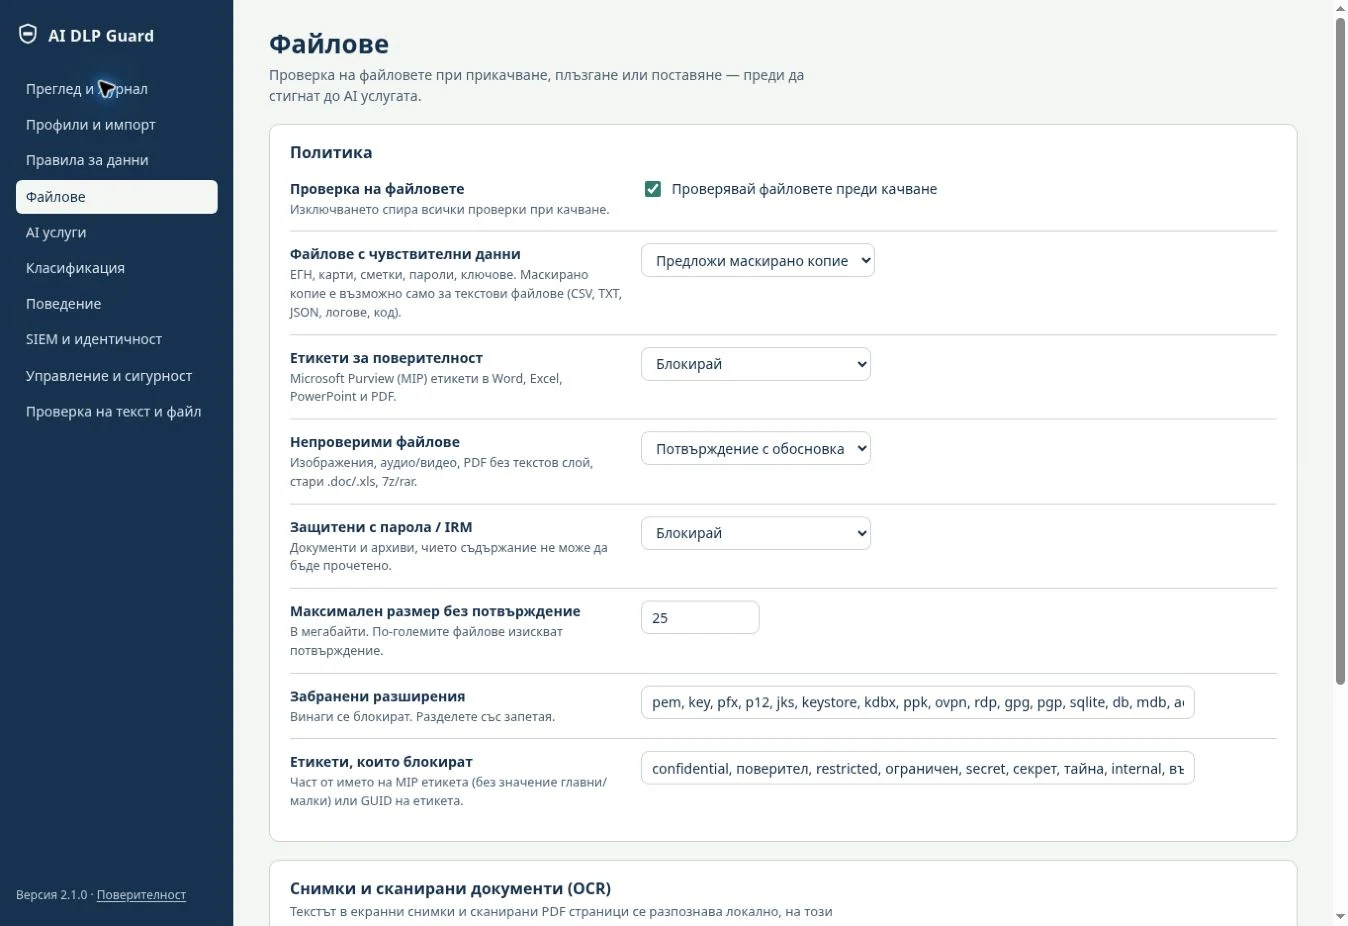 AI DLP Guard
Преглед и
Профили и импорт
Правила за данни
Файлове
AI услуги
Класификация
Поведение
SIEM и идентичност
Управление и сигурност
Проверка на текст и файл
Версия 2.1.0 · Поверителност
Файлове
Проверка на файловете при прикачване, плъзгане или поставяне — преди да
стигнат до AI услугата.
Политика
Проверка на файловете
Изключването спира всички проверки при качване.
Проверявай файловете преди качване
Файлове с чувствителни данни
ЕГН, карти, сметки, пароли, ключове. Маскирано
копие е възможно само за текстови файлове (CSV, TXT,
JSON, логове, код).
Предложи маскирано копие
Етикети за поверителност
Microsoft Purview (MIP) етикети в Word, Excel,
PowerPoint и PDF.
Блокирай
Непроверими файлове
Изображения, аудио/видео, PDF без текстов слой,
стари .doc/.xls, 7z/rar.
Потвърждение с обосновка
Защитени с парола / IRM
Документи и архиви, чието съдържание не може да
бъде прочетено.
Блокирай
Максимален размер без потвърждение
В мегабайти. По-големите файлове изискват
потвърждение.
25
Забранени разширения
Винаги се блокират. Разделете със запетая.
pem, key, pfx, p12, jks, keystore, kdbx, ppk, ovpn, rdp, gpg, pgp, sqlite, db, mdb,
Етикети, които блокират
Част от името на MIP етикета (без значение главни/
малки) или GUID на етикета.
confidential, поверител, restricted, ограничен, secret, секрет, тайна, internal, въ
Снимки и сканирани документи (OCR)
Текстът в екранни снимки и сканирани PDF страници се разпознава локално, на този